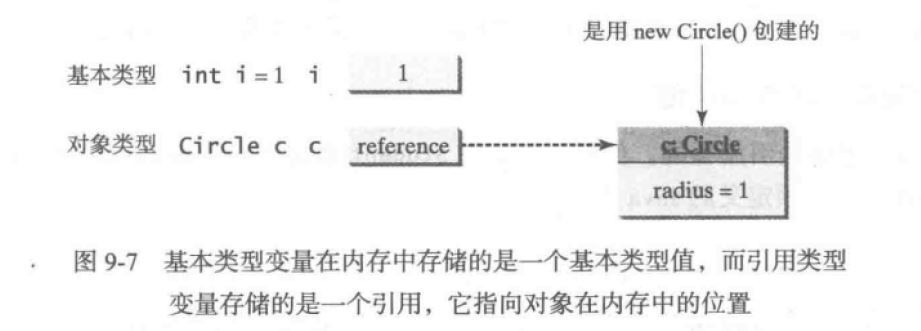 是用 new Circle() 创建的
基本类型 int i = 1 i 1
对象类型 Circle c c reference
c: Circle
radius = 1
图 9-7 基本类型变量在内存中存储的是一个基本类型值，而引用类型
变量存储的是一个引用，它指向对象在内存中的位置